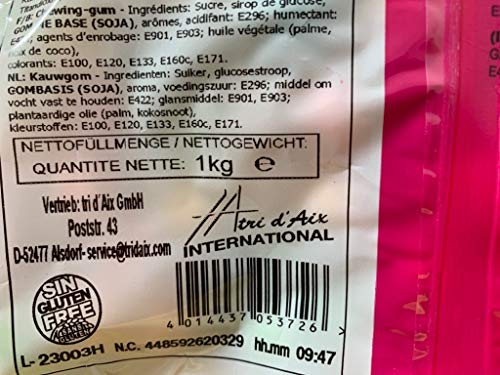 F/B: Chewing-gum - Ingrédients: Sucre, sirop de glucose,
GOMME BASE (SOJA), arômes, acidifant: E296; humectant:
agents d'enrobage: E901, E903; huile végétale (palme,
de coco),
colorants: E100, E120, E133, E160c, E171.
NL: Kauwgom - Ingredienten: Suiker, glucosestroop,
GOMBASIS (SOJA), aroma, voedingszuur: E296; middel om
vocht vast te houden: E422; glansmiddel: E901, E903;
plantaardige olie (palm, kokosnoot),
kleurstoffen: E100, E120, E133, E160c, E171.
NETTOFÜLLMENGE / NETTOGEWICHT:
QUANTITE NETTE: 1kg e
Vertrieb: tri d'Aix GmbH
Poststr. 43
D-52477 Alsdorf- service@tridaix.com
tri d'Aix
INTERNATIONAL
SIN
GLUTEN
FREE
4 014437 053726
L- 23003H N.C. 448592620329 hh.mm 09:47